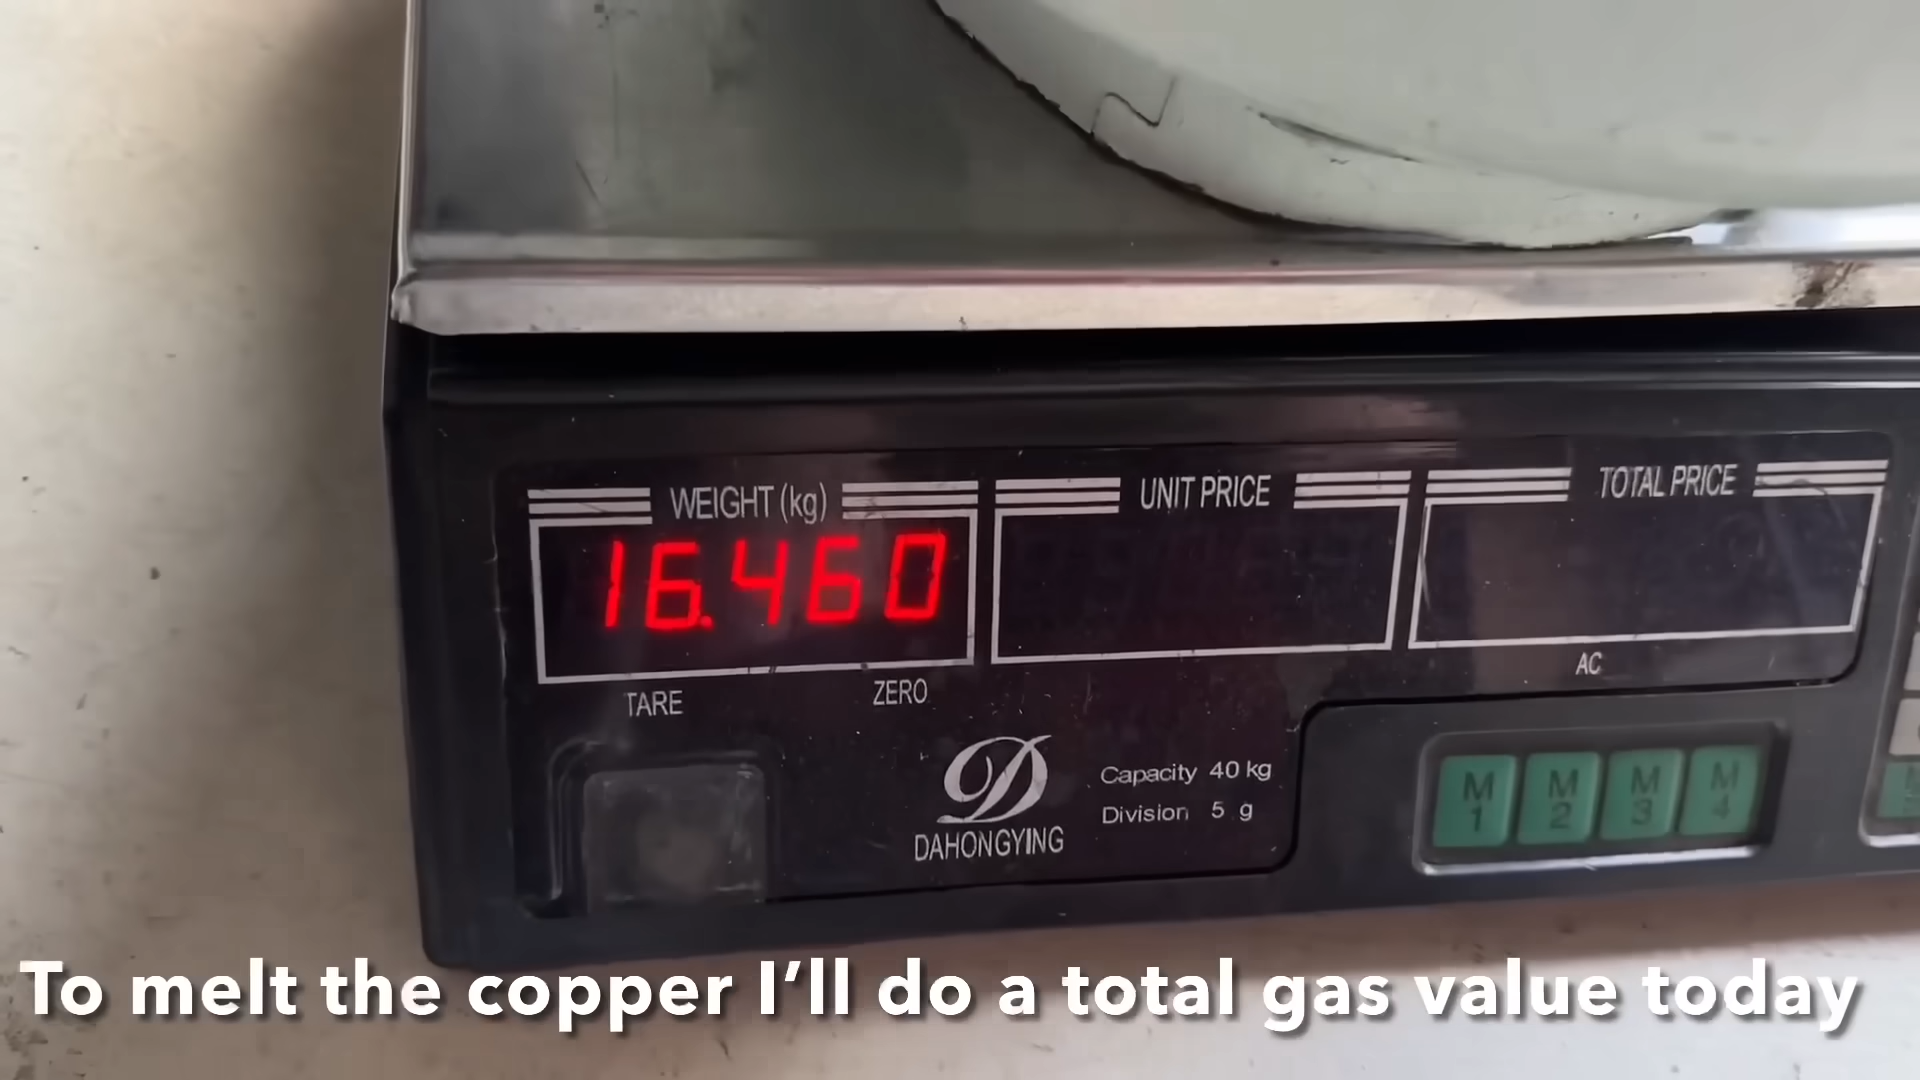 WEIGHT (kg) UNIT PRICE TOTAL PRICE
16.460
TARE ZERO AC
D
DAHONGYING
Capacity 40 kg
Division 5 g
M 1 M 2 M 3 M 4
To melt the copper I’ll do a total gas value today